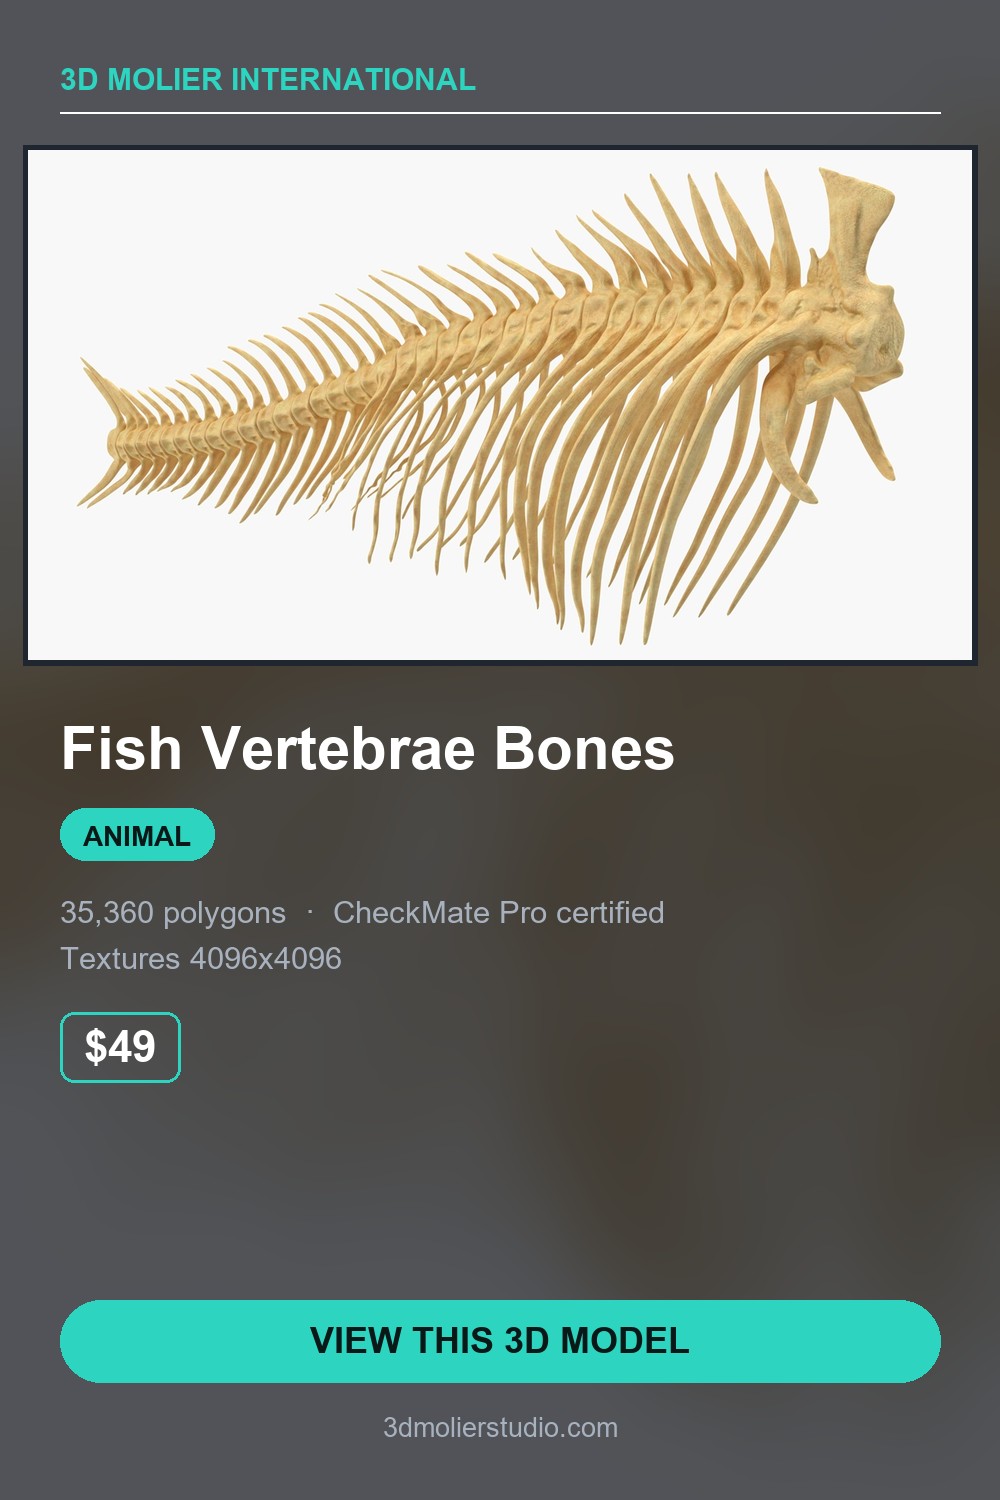 3D MOLIER INTERNATIONAL
Fish Vertebrae Bones
ANIMAL
35,360 polygons · CheckMate Pro certified
Textures 4096x4096
$49
VIEW THIS 3D MODEL
3dmolierstudio.com